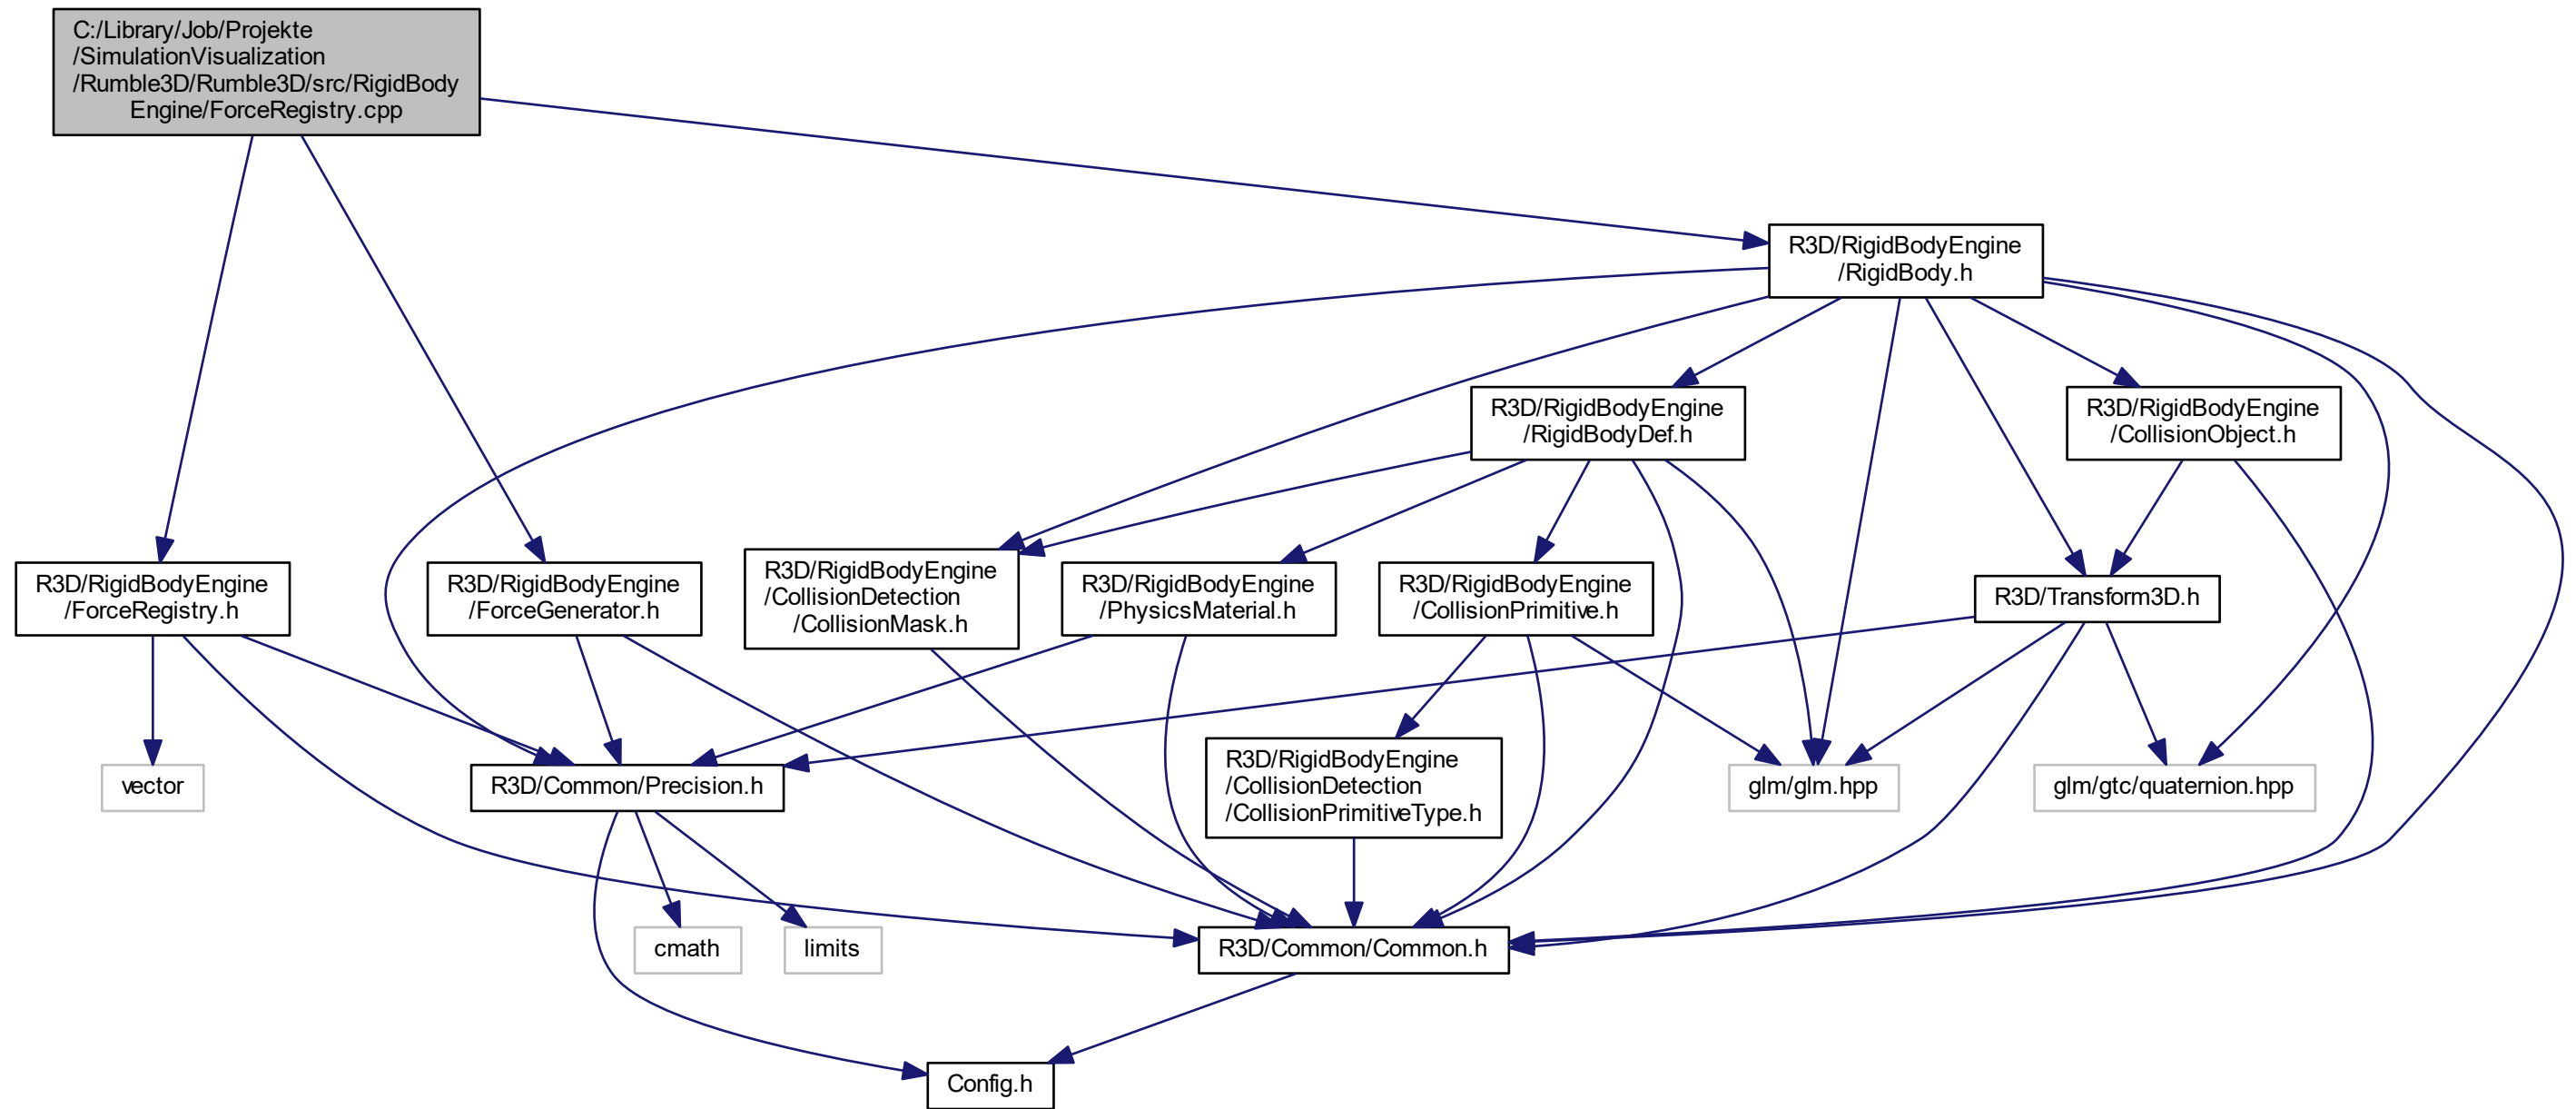 C:/Library/Job/Projekte
/SimulationVisualization
/Rumble3D/Rumble3D/src/RigidBody
Engine/ForceRegistry.cpp
R3D/RigidBodyEngine
/RigidBody.h
R3D/RigidBodyEngine
/RigidBodyDef.h
R3D/RigidBodyEngine
/CollisionObject.h
R3D/RigidBodyEngine
/ForceRegistry.h
R3D/RigidBodyEngine
/ForceGenerator.h
R3D/RigidBodyEngine
/CollisionDetection
/CollisionMask.h
R3D/RigidBodyEngine
/PhysicsMaterial.h
R3D/RigidBodyEngine
/CollisionPrimitive.h
R3D/Transform3D.h
vector
R3D/Common/Precision.h
R3D/RigidBodyEngine
/CollisionDetection
/CollisionPrimitiveType.h
glm/glm.hpp
glm/gtc/quaternion.hpp
cmath
limits
R3D/Common/Common.h
Config.h